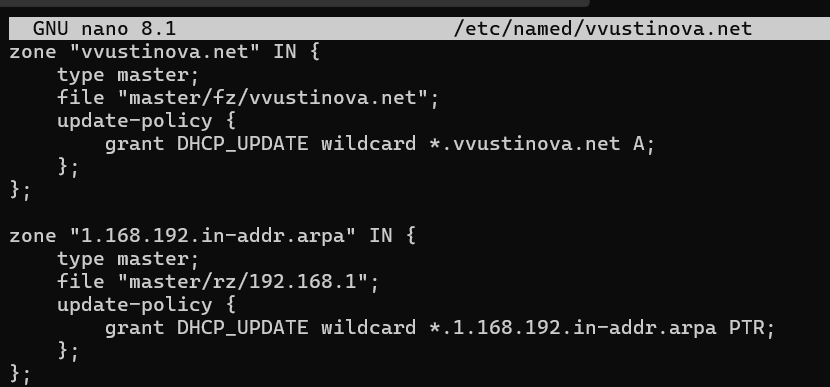 GNU nano 8.1 /etc/named/vvustinova.net
zone "vvustinova.net" IN {
    type master;
    file "master/fz/vvustinova.net";
    update-policy {
        grant DHCP_UPDATE wildcard *.vvustinova.net A;
    };
};

zone "1.168.192.in-addr.arpa" IN {
    type master;
    file "master/rz/192.168.1";
    update-policy {
        grant DHCP_UPDATE wildcard *.1.168.192.in-addr.arpa PTR;
    };
};